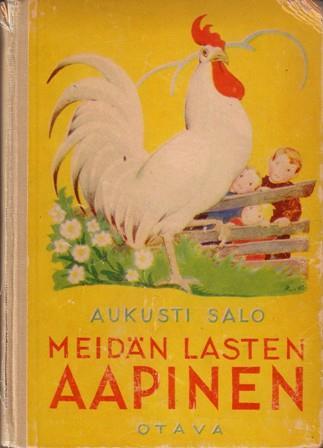 AUKUSTI SALO
MEIDÄN LASTEN
AAPINEN
OTAVA